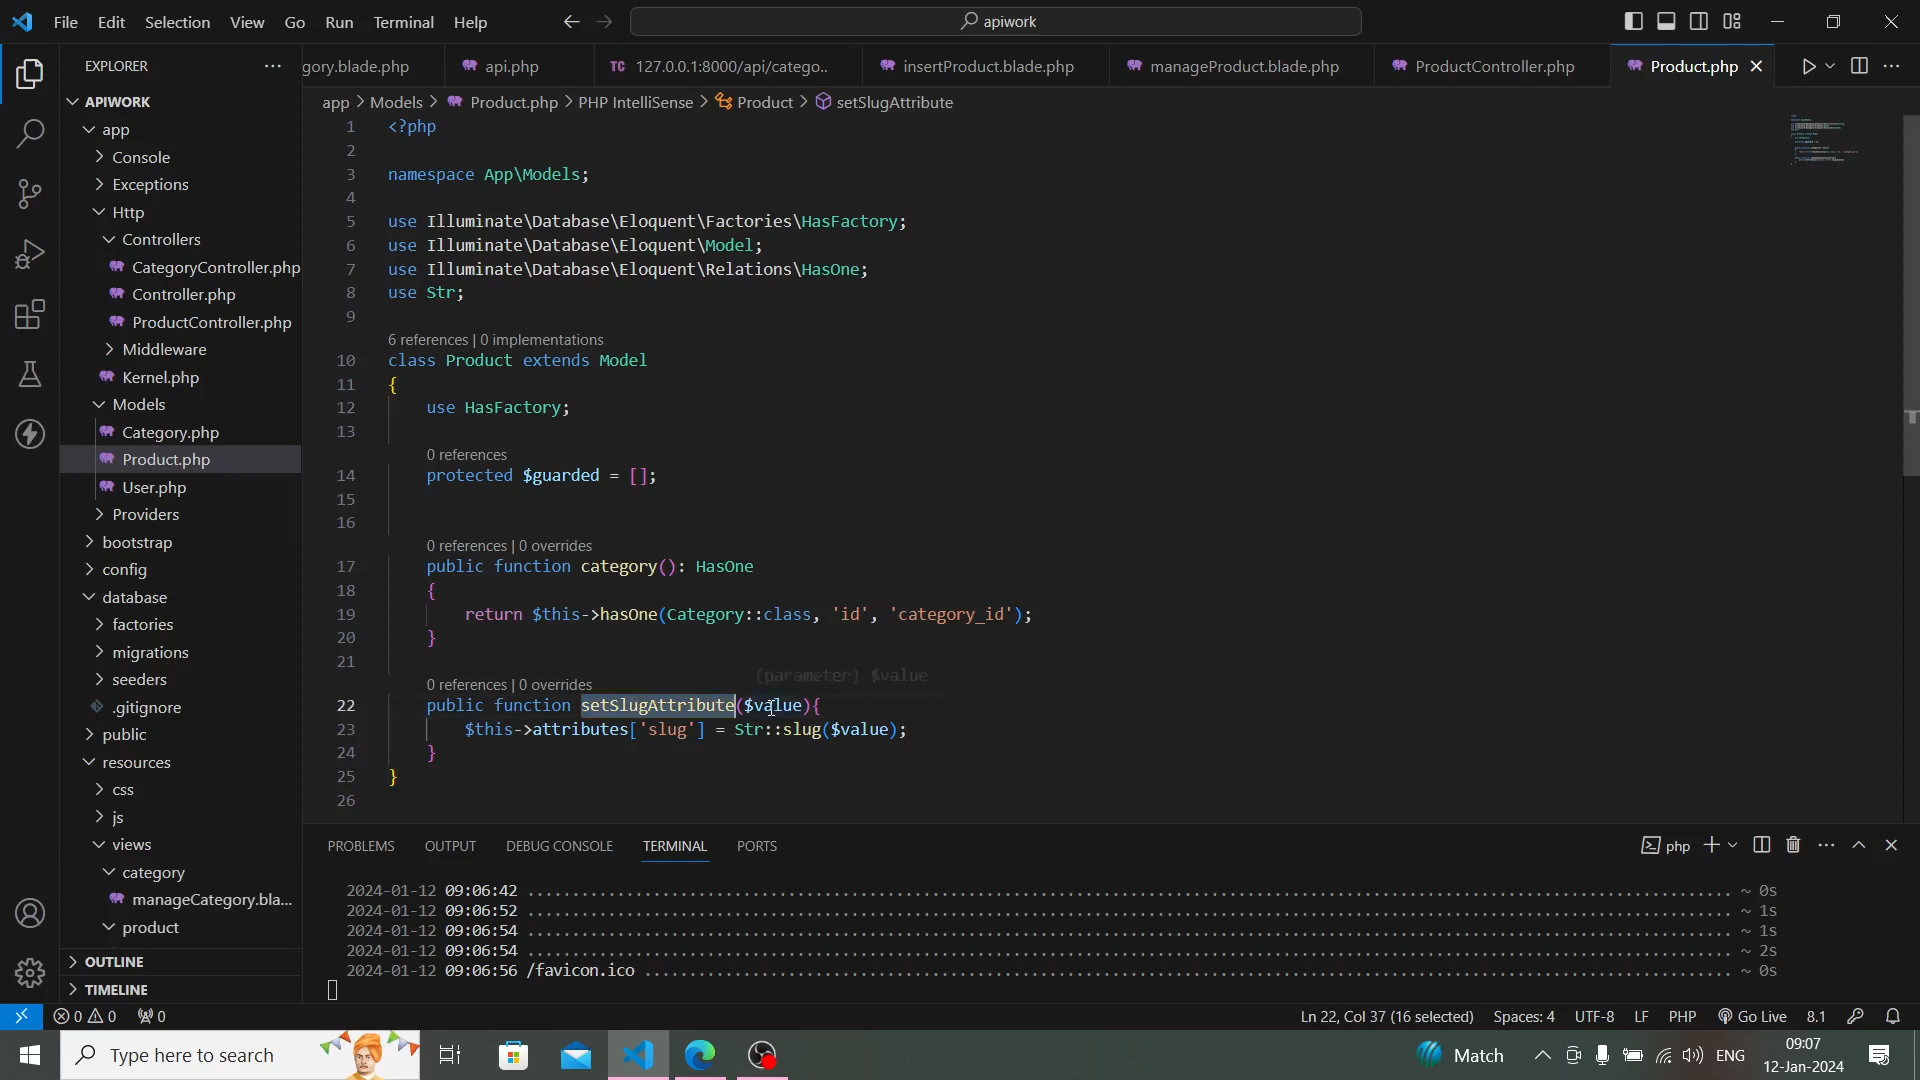 File Edit Selection View Go Run Terminal Help
apiwork
EXPLORER
gory.blade.php
api.php
TC 127.0.0.1:8000/api/catego..
insertProduct.blade.php
manageProduct.blade.php
ProductController.php
Product.php
APIWORK
app
Console
Exceptions
Http
Controllers
CategoryController.php
Controller.php
ProductController.php
Middleware
Kernel.php
Models
Category.php
Product.php
User.php
Providers
bootstrap
config
database
factories
migrations
seeders
.gitignore
public
resources
css
js
views
category
manageCategory.bla...
product
OUTLINE
TIMELINE
app > Models > Product.php > PHP IntelliSense > Product > setSlugAttribute
1 <?php
2
3 namespace App\Models;
4
5 use Illuminate\Database\Eloquent\Factories\HasFactory;
6 use Illuminate\Database\Eloquent\Model;
7 use Illuminate\Database\Eloquent\Relations\HasOne;
8 use Str;
9
6 references | 0 implementations
10 class Product extends Model
11 {
12 use HasFactory;
13
0 references
14 protected $guarded = [];
15
16
0 references | 0 overrides
17 public function category(): HasOne
18 {
19 return $this->hasOne(Category::class, 'id', 'category_id');
20 }
21
(parameter) $value
0 references | 0 overrides
22 public function setSlugAttribute($value){
23 $this->attributes['slug'] = Str::slug($value);
24 }
25 }
26
PROBLEMS OUTPUT DEBUG CONSOLE TERMINAL PORTS
php
2024-01-12 09:06:42 ........ ~ 0s
2024-01-12 09:06:52 ........ ~ 1s
2024-01-12 09:06:54 ........ ~ 1s
2024-01-12 09:06:54 ........ ~ 2s
2024-01-12 09:06:56 /favicon.ico ........ ~ 0s
0 0 0
Ln 22, Col 37 (16 selected) Spaces: 4 UTF-8 LF PHP Go Live 8.1
Type here to search
Match
ENG
09:07
12-Jan-2024